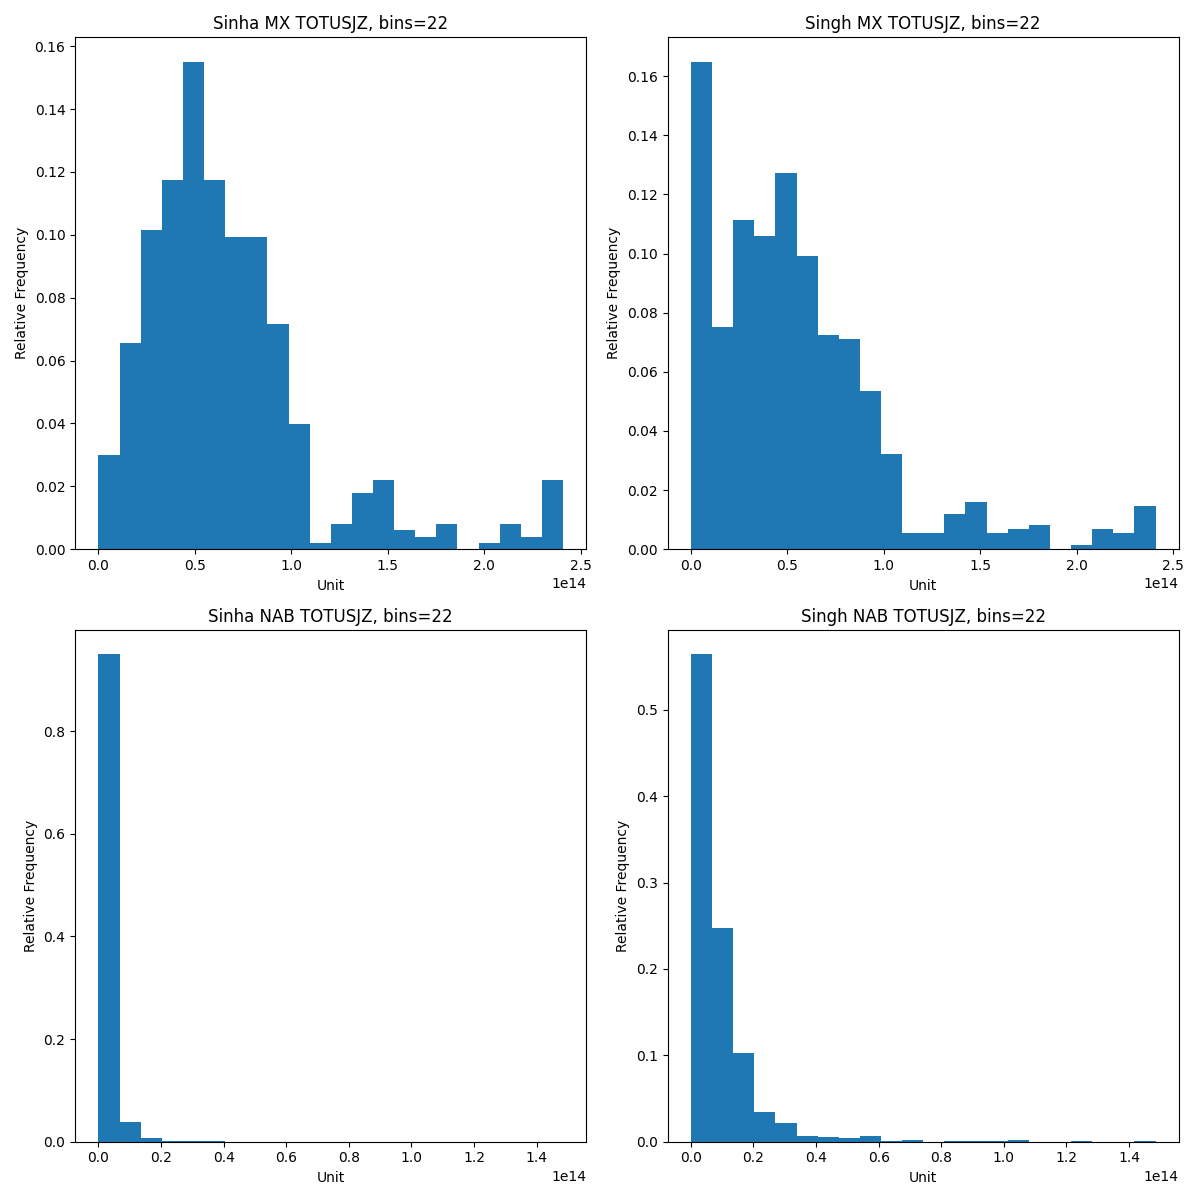 Sinha MX TOTUSJZ, bins=22
0.16
0.14
0.12
0.10
0.08
0.06
0.04
0.02
0.00
Relative Frequency
0.0 0.5 1.0 1.5 2.0 2.5
Unit
1e14
Singh MX TOTUSJZ, bins=22
0.16
0.14
0.12
0.10
0.08
0.06
0.04
0.02
0.00
Relative Frequency
0.0 0.5 1.0 1.5 2.0 2.5
Unit
1e14
Sinha NAB TOTUSJZ, bins=22
0.8
0.6
0.4
0.2
0.0
Relative Frequency
0.0 0.2 0.4 0.6 0.8 1.0 1.2 1.4
Unit
1e14
Singh NAB TOTUSJZ, bins=22
0.5
0.4
0.3
0.2
0.1
0.0
Relative Frequency
0.0 0.2 0.4 0.6 0.8 1.0 1.2 1.4
Unit
1e14